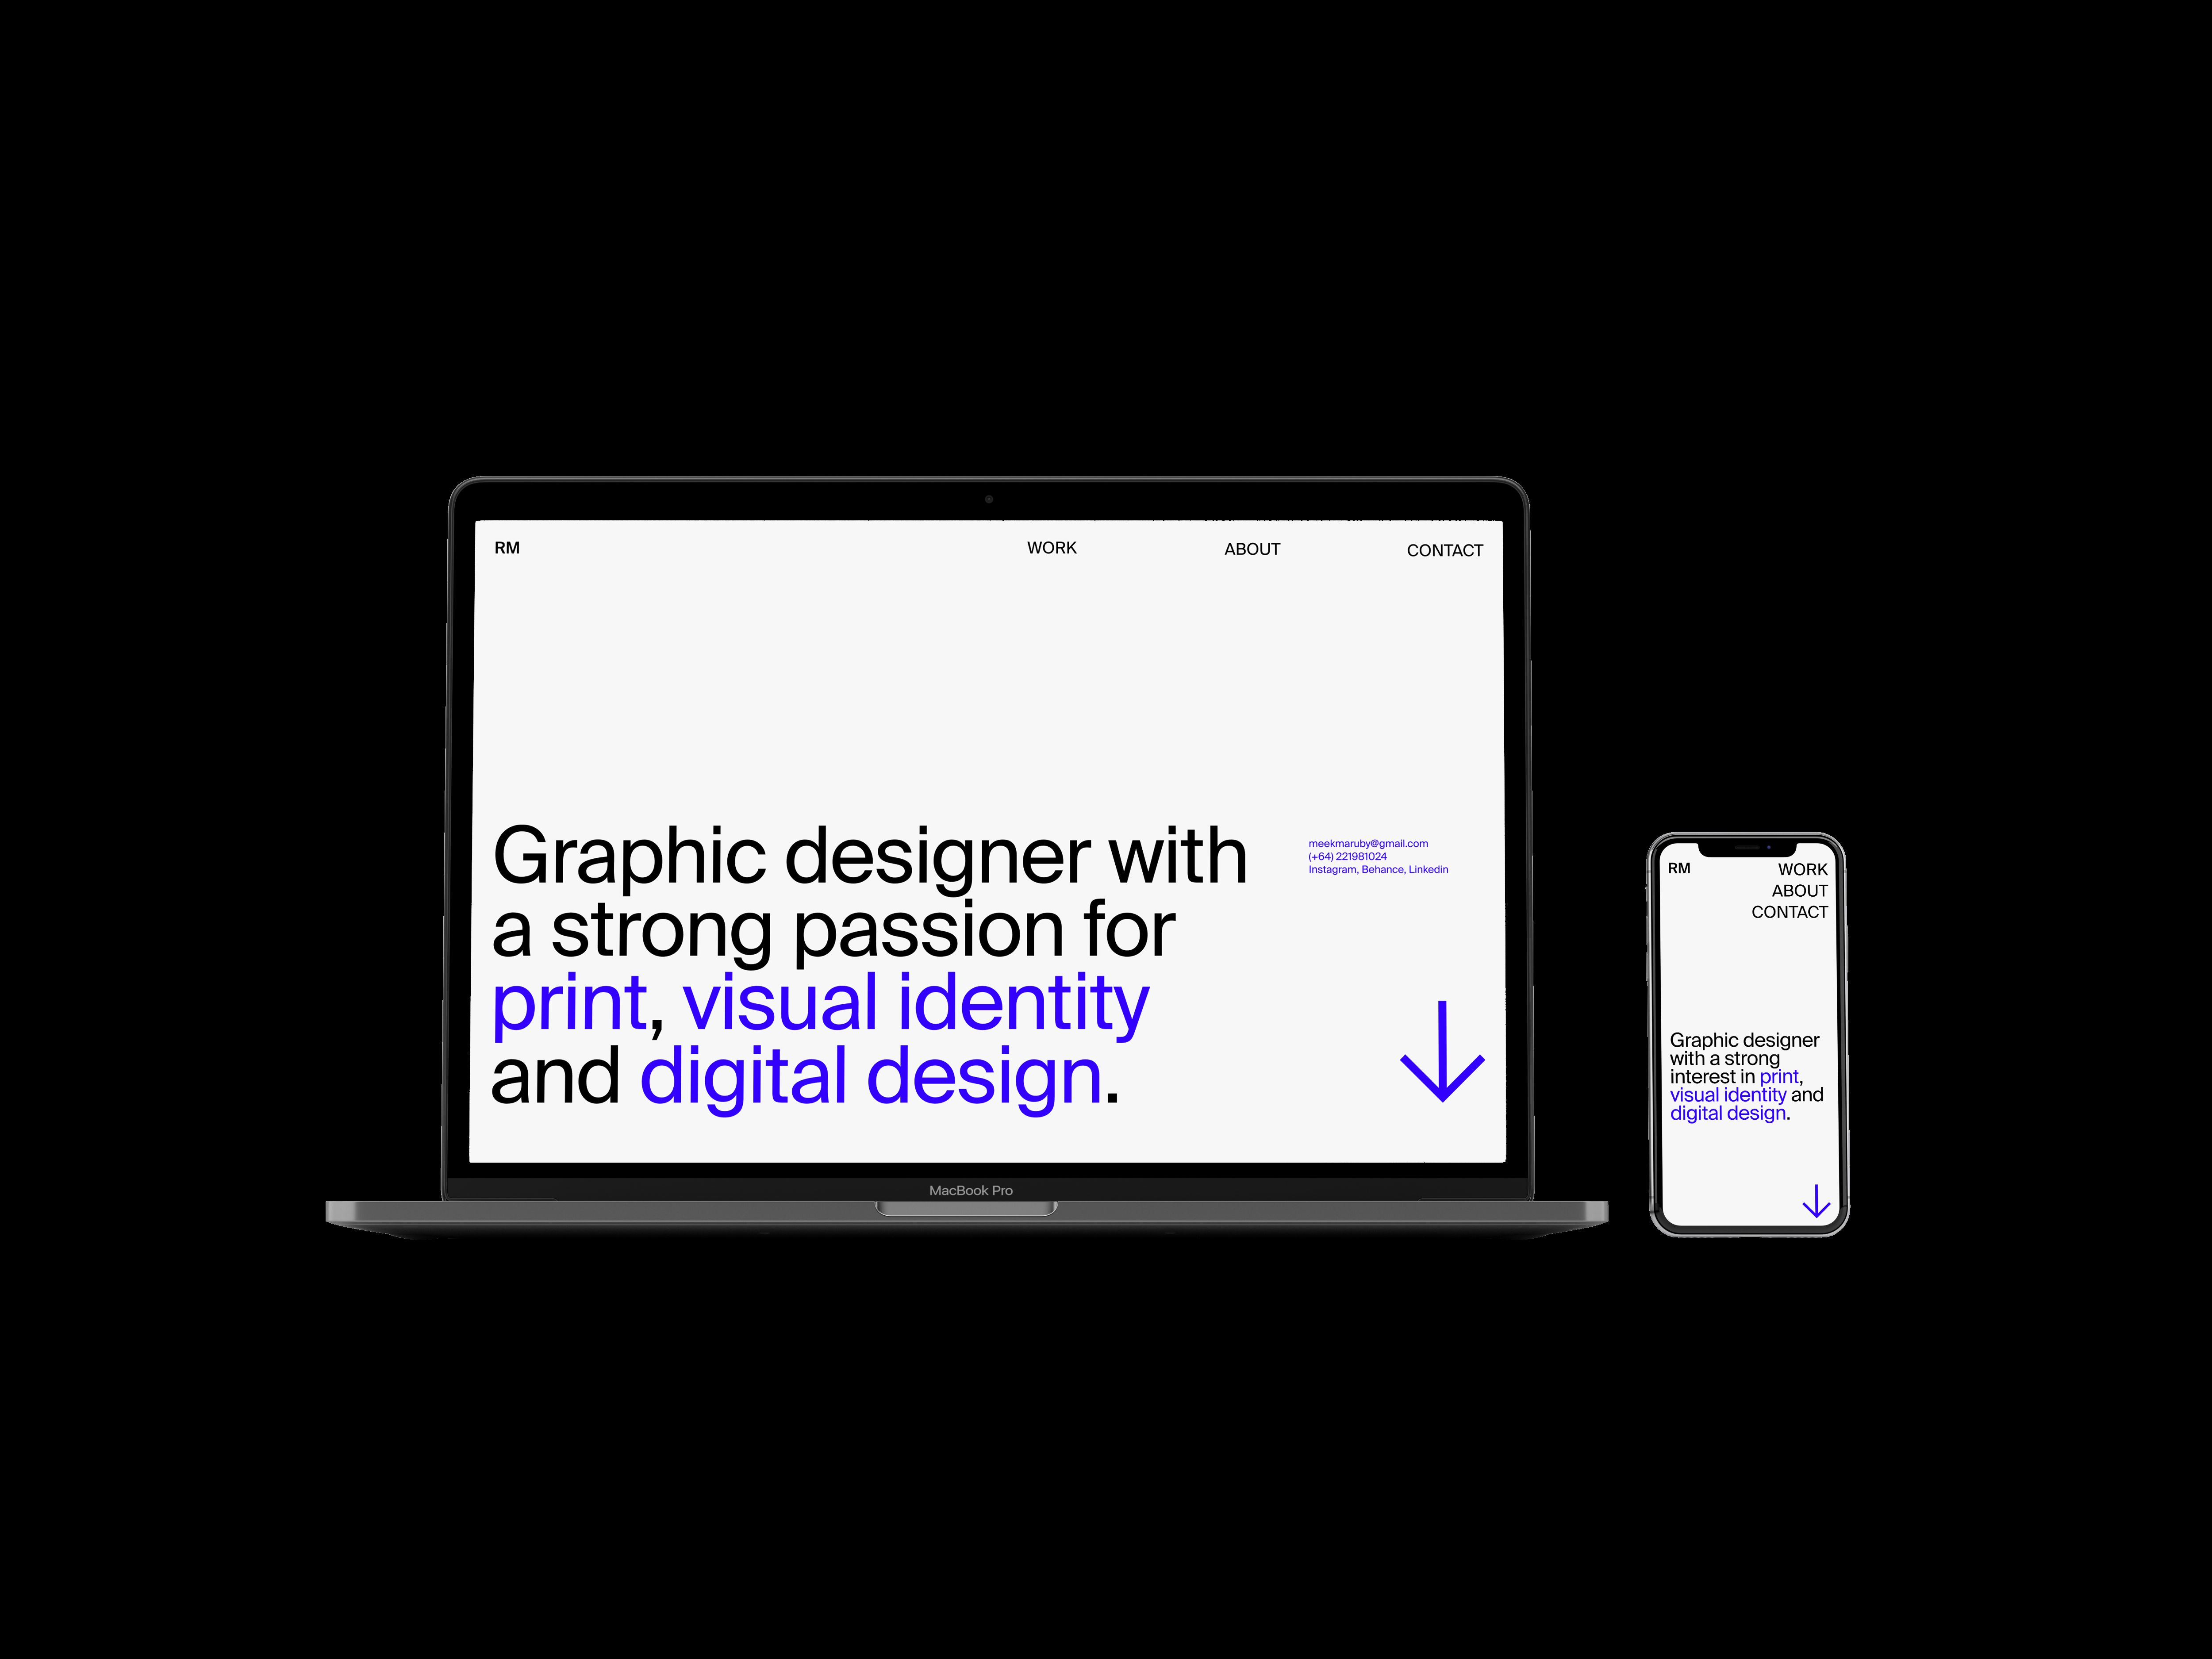 RM WORK ABOUT CONTACT
Graphic designer with
a strong passion for
print, visual identity
and digital design.
meekmaruby@gmail.com
(+64) 221981024
Instagram, Behance, Linkedin
MacBook Pro
RM
WORK
ABOUT
CONTACT
Graphic designer
with a strong
interest in print,
visual identity and
digital design.